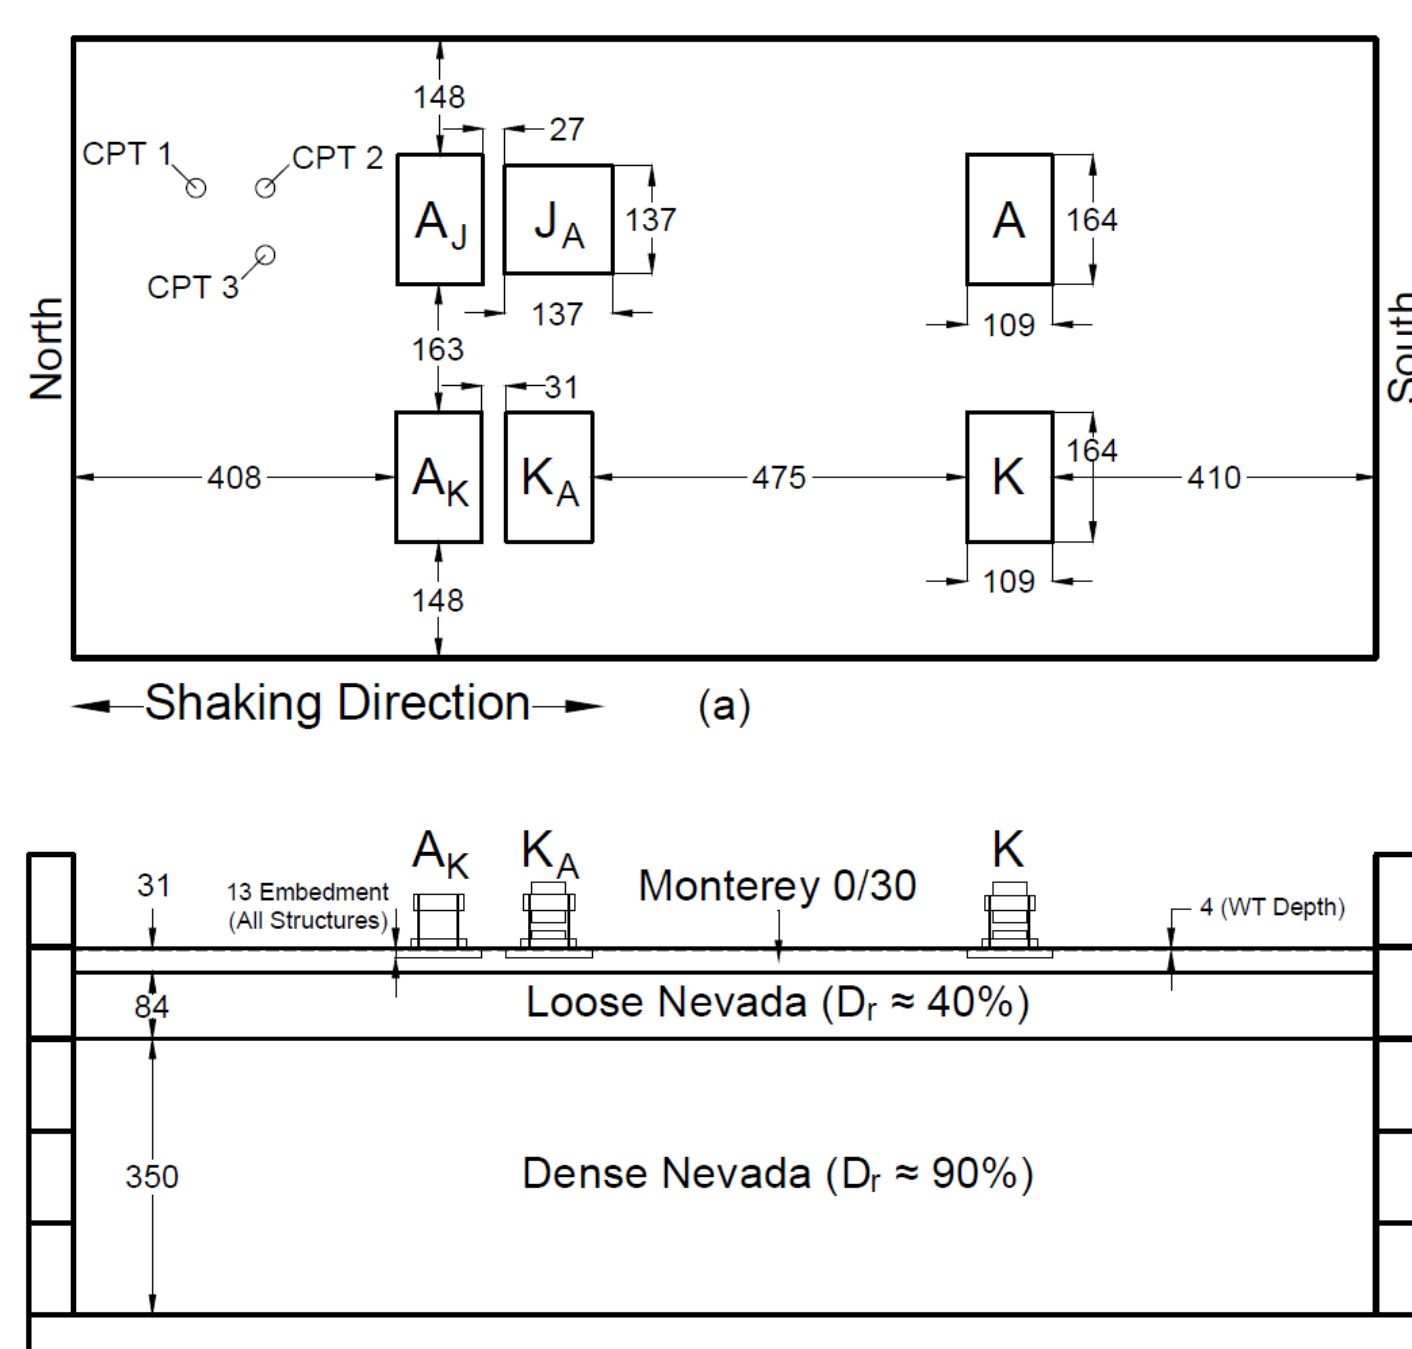 148
27
CPT 1
CPT 2
A_J
J_A
137
A
164
CPT 3
137
109
163
North
South
31
164
408
A_K
K_A
475
K
410
109
148
Shaking Direction
(a)
A_K
K_A
K
31
13 Embedment
(All Structures)
Monterey 0/30
4 (WT Depth)
84
Loose Nevada (Dᵣ ≈ 40%)
350
Dense Nevada (Dᵣ ≈ 90%)